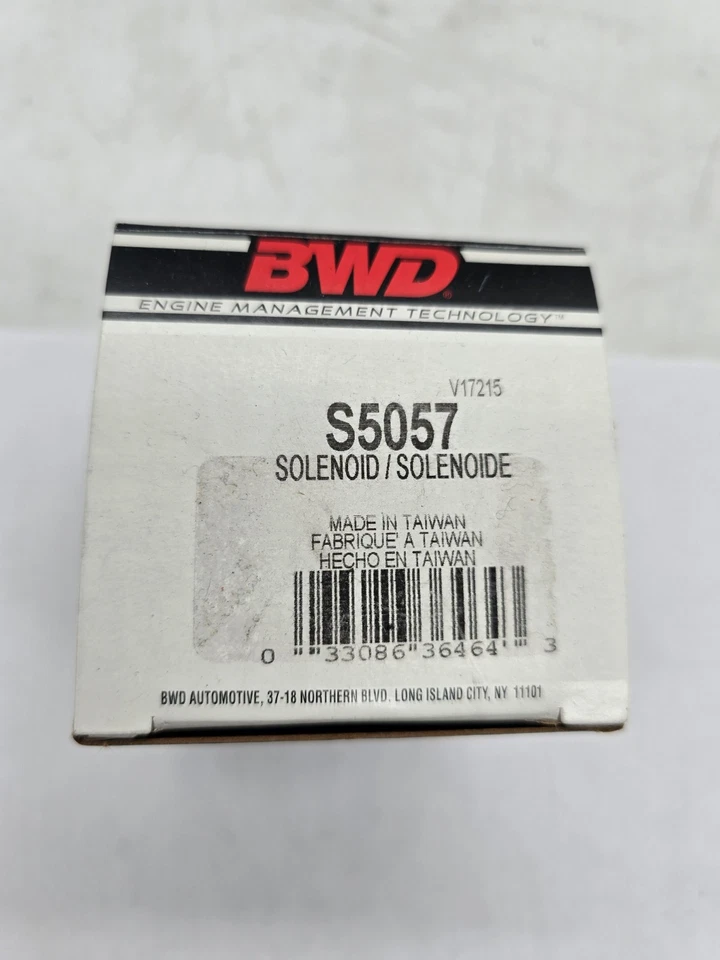 BWD®
ENGINE MANAGEMENT TECHNOLOGY™
V17215
S5057
SOLENOID / SOLENOIDE
MADE IN TAIWAN
FABRIQUE' A TAIWAN
HECHO EN TAIWAN
0 33086 36464 3
BWD AUTOMOTIVE, 37-18 NORTHERN BLVD. LONG ISLAND CITY, NY 11101